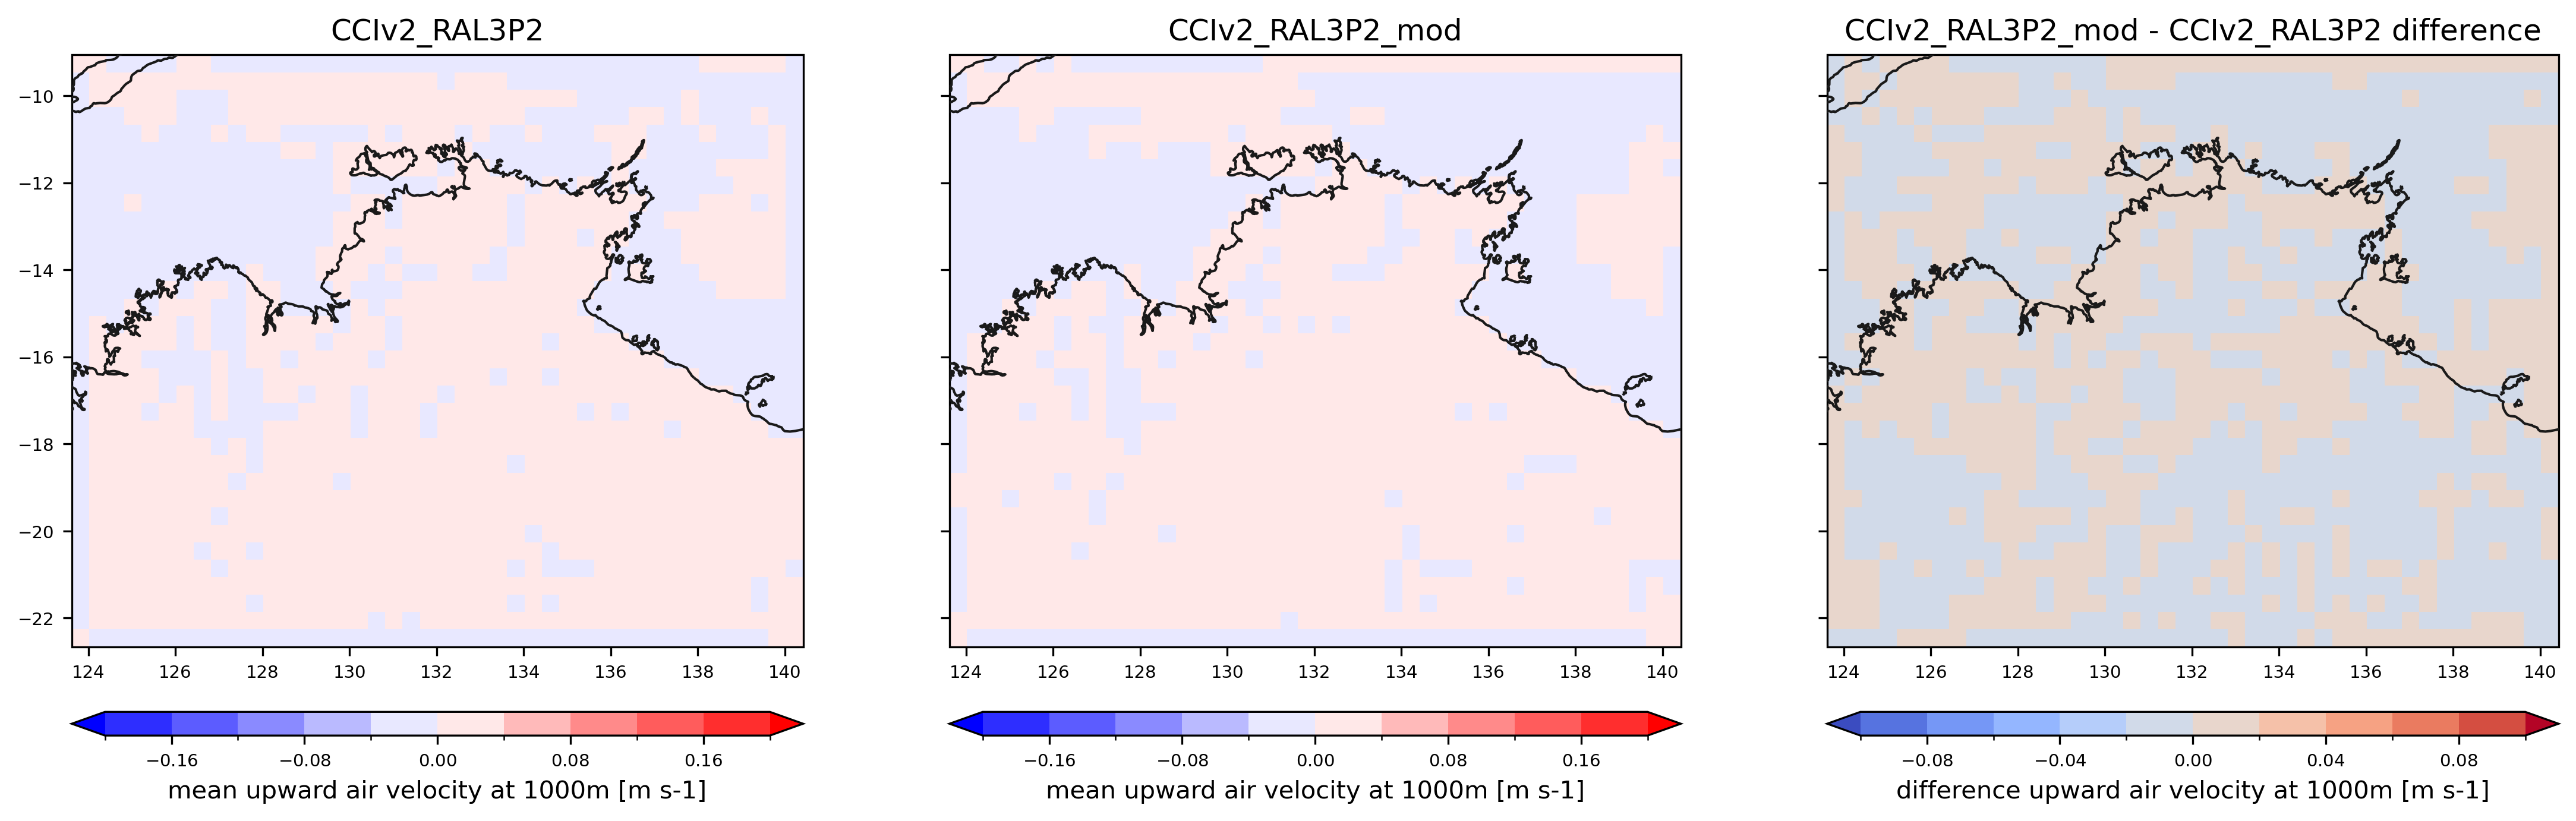 CCIv2_RAL3P2
CCIv2_RAL3P2_mod
CCIv2_RAL3P2_mod - CCIv2_RAL3P2 difference
−10
−12
−14
−16
−18
−20
−22
124 126 128 130 132 134 136 138 140
124 126 128 130 132 134 136 138 140
124 126 128 130 132 134 136 138 140
−0.16 −0.08 0.00 0.08 0.16
−0.16 −0.08 0.00 0.08 0.16
−0.08 −0.04 0.00 0.04 0.08
mean upward air velocity at 1000m [m s-1]
mean upward air velocity at 1000m [m s-1]
difference upward air velocity at 1000m [m s-1]